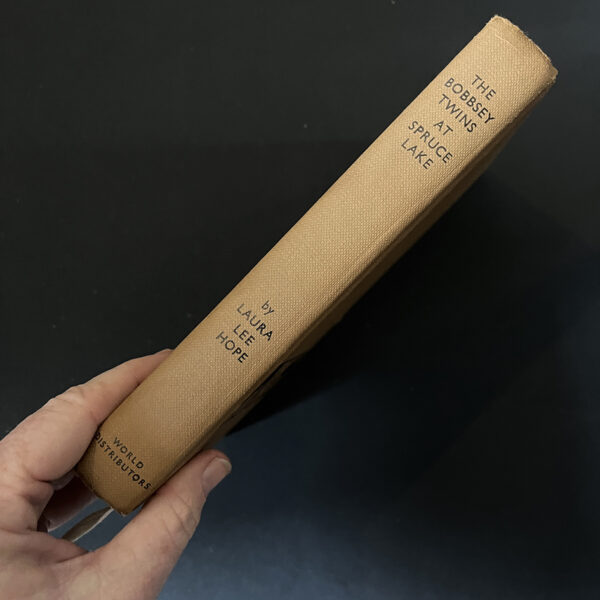 THE
BOBBSEY
TWINS
AT
SPRUCE
LAKE
by
LAURA
LEE
HOPE
WORLD
DISTRIBUTORS